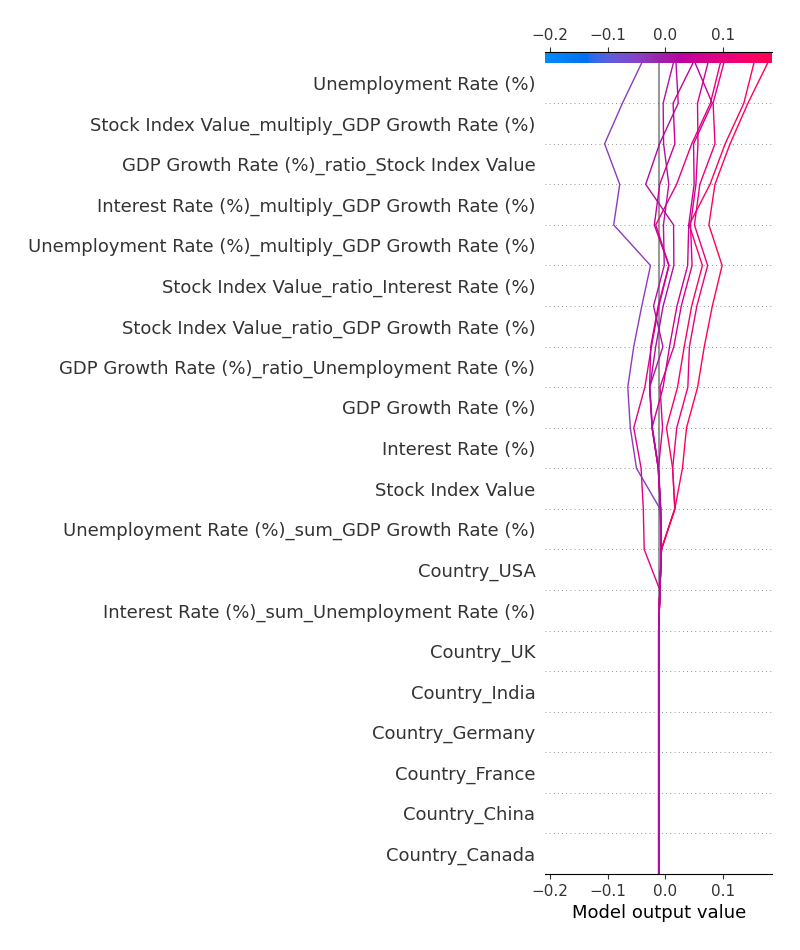 −0.2 −0.1 0.0 0.1
Unemployment Rate (%)
Stock Index Value_multiply_GDP Growth Rate (%)
GDP Growth Rate (%)_ratio_Stock Index Value
Interest Rate (%)_multiply_GDP Growth Rate (%)
Unemployment Rate (%)_multiply_GDP Growth Rate (%)
Stock Index Value_ratio_Interest Rate (%)
Stock Index Value_ratio_GDP Growth Rate (%)
GDP Growth Rate (%)_ratio_Unemployment Rate (%)
GDP Growth Rate (%)
Interest Rate (%)
Stock Index Value
Unemployment Rate (%)_sum_GDP Growth Rate (%)
Country_USA
Interest Rate (%)_sum_Unemployment Rate (%)
Country_UK
Country_India
Country_Germany
Country_France
Country_China
Country_Canada
−0.2 −0.1 0.0 0.1
Model output value